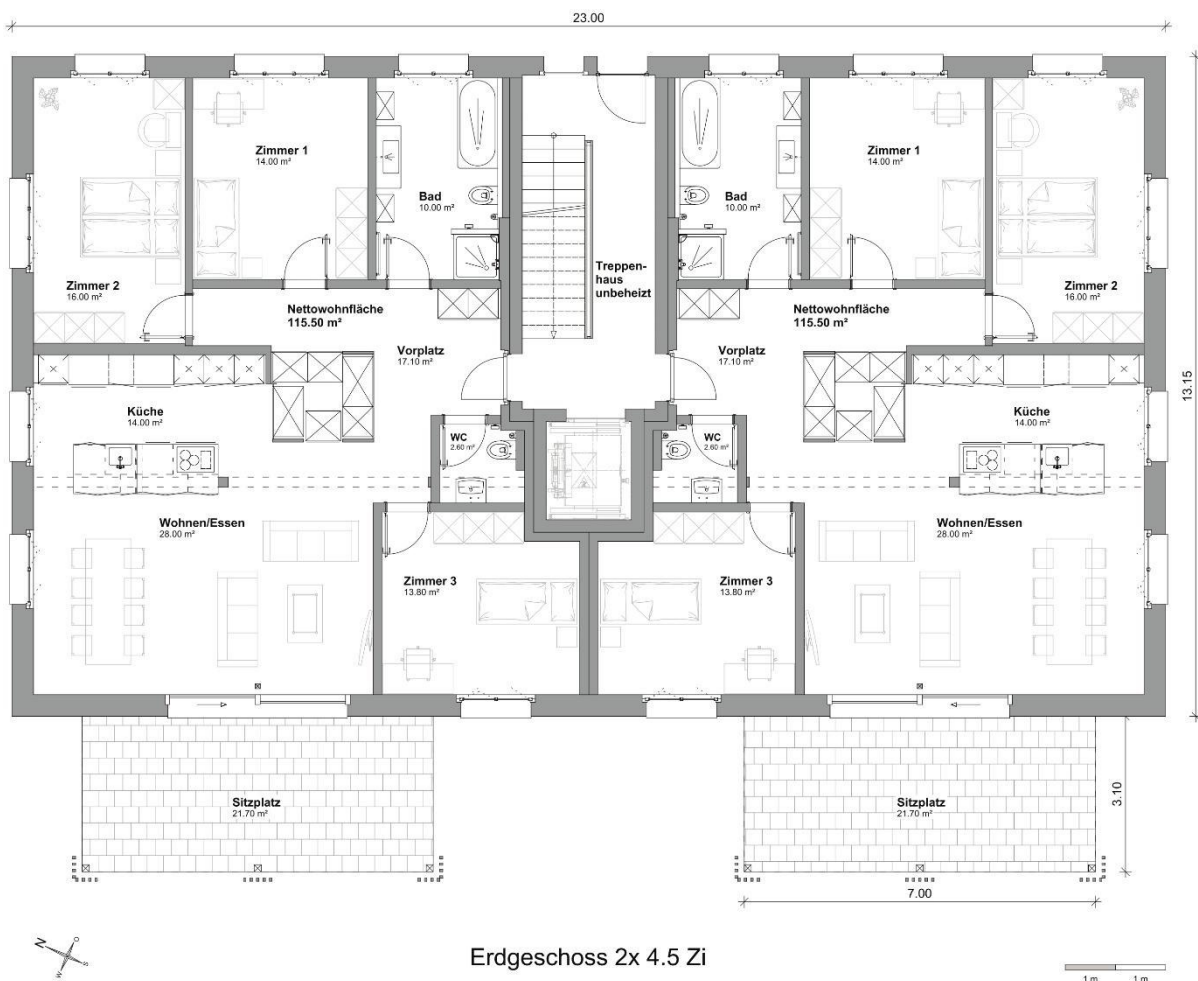 23.00
Zimmer 1
14.00 m²
Zimmer 1
14.00 m²
Bad
10.00 m²
Bad
10.00 m²
Treppen-
haus
unbeheizt
Zimmer 2
16.00 m²
Zimmer 2
16.00 m²
Nettowohnfläche
115.50 m²
Nettowohnfläche
115.50 m²
Vorplatz
17.10 m²
Vorplatz
17.10 m²
13.15
Küche
14.00 m²
Küche
14.00 m²
WC
2.60 m²
WC
2.60 m²
Wohnen/Essen
28.00 m²
Wohnen/Essen
28.00 m²
Zimmer 3
13.80 m²
Zimmer 3
13.80 m²
Sitzplatz
21.70 m²
Sitzplatz
21.70 m²
3.10
7.00
N
O
S
W
Erdgeschoss 2x 4.5 Zi
1 m
1 m